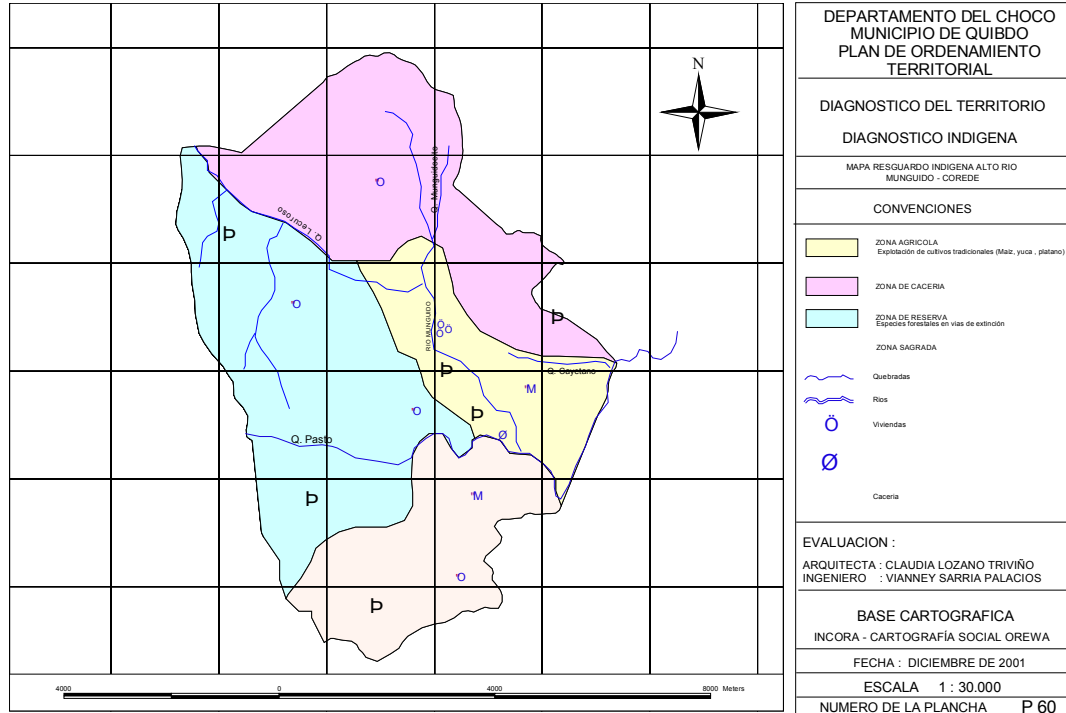 N
Q. Munguidocito
Q. Lecuroso
RIO MUNGUIDO
Q. Cayetano
Q. Pasto
Þ
Þ
Þ
Þ
Þ
Þ
"O
"O
"O
"O
"M
"M
Ö
Ö
Ö
Ø
4000 0 4000 8000 Meters
DEPARTAMENTO DEL CHOCO
MUNICIPIO DE QUIBDO
PLAN DE ORDENAMIENTO
TERRITORIAL
DIAGNOSTICO DEL TERRITORIO
DIAGNOSTICO INDIGENA
MAPA RESGUARDO INDIGENA ALTO RIO
MUNGUIDO - COREDE
CONVENCIONES
ZONA AGRICOLA
Explotación de cultivos tradicionales (Maiz, yuca , platano)
ZONA DE CACERIA
ZONA DE RESERVA
Especies forestales en vias de extinción
ZONA SAGRADA
Quebradas
Rios
Ö Viviendas
Ø
Caceria
EVALUACION :
ARQUITECTA : CLAUDIA LOZANO TRIVIÑO
INGENIERO : VIANNEY SARRIA PALACIOS
BASE CARTOGRAFICA
INCORA - CARTOGRAFÍA SOCIAL OREWA
FECHA : DICIEMBRE DE 2001
ESCALA 1 : 30.000
NUMERO DE LA PLANCHA P 60